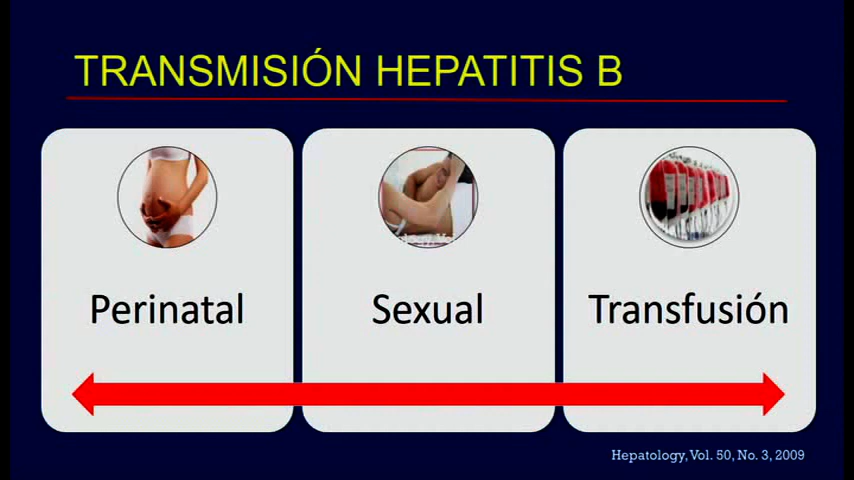 TRANSMISIÓN HEPATITIS B
Perinatal
Sexual
Transfusión
Hepatology, Vol. 50, No. 3, 2009